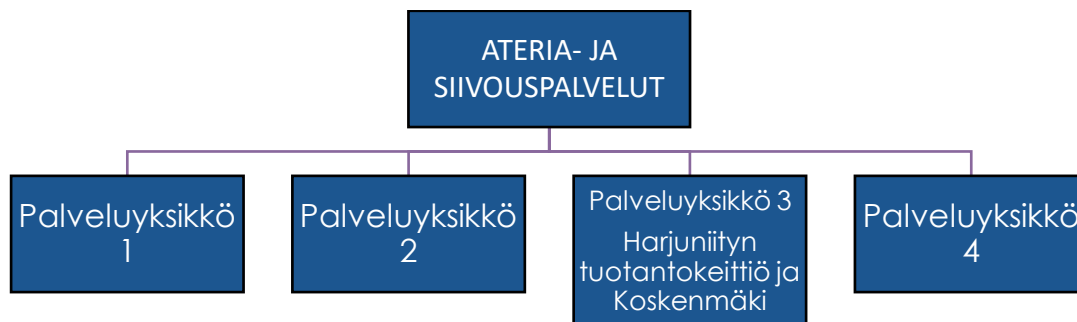 ATERIA- JA
SIIVOUSPALVELUT
Palveluyksikkö
1
Palveluyksikkö
2
Palveluyksikkö 3
Harjuniityn
tuotantokeittiö ja
Koskenmäki
Palveluyksikkö
4